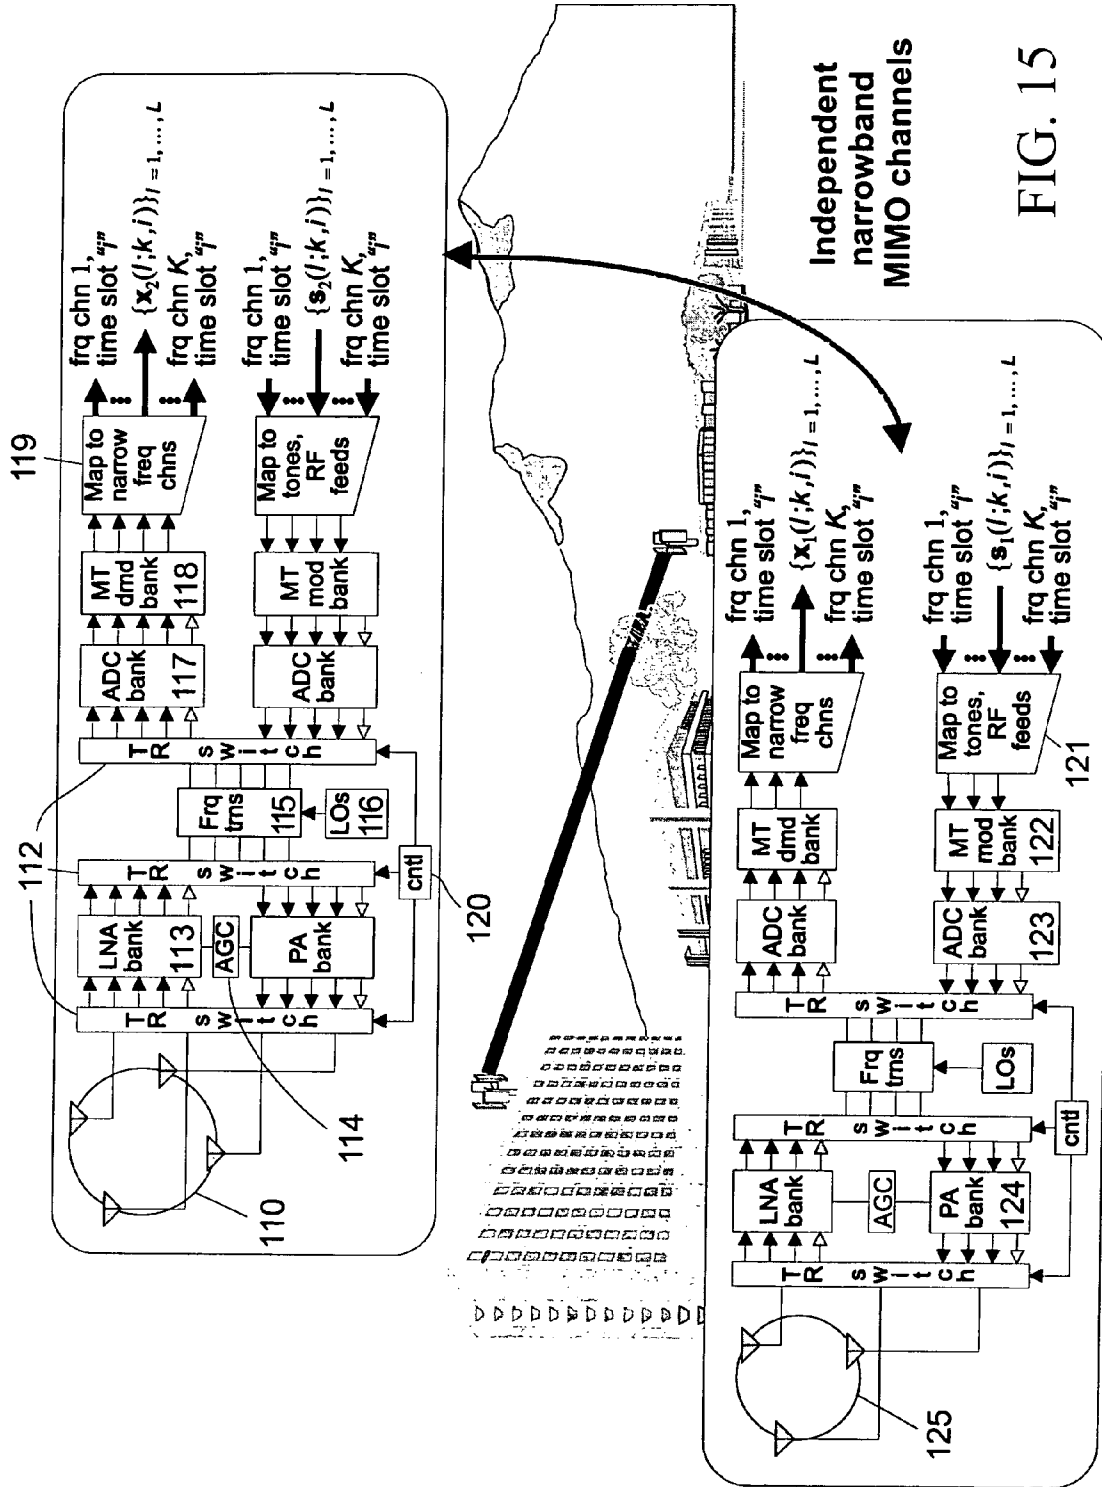 110
112
T R
s w i t c h
LNA
bank
113
AGC
114
PA
bank
T R
s w i t c h
Frq
trns
115
LOs
116
cntl
120
T R
s w i t c h
ADC
bank
117
ADC
bank
MT
dmd
bank
118
MT
mod
bank
119
Map to
narrow
freq
chns
Map to
tones,
RF
feeds
frq chn 1,
time slot "i"
{x₂(l;k,i)}l = 1,...,L
frq chn K,
time slot "i"
frq chn 1,
time slot "i"
{s₂(l;k,i)}l = 1,...,L
frq chn K,
time slot "i"
125
T R
s w i t c h
LNA
bank
AGC
PA
bank
124
T R
s w i t c h
Frq
trns
LOs
cntl
T R
s w i t c h
ADC
bank
ADC
bank
123
MT
dmd
bank
MT
mod
bank
122
Map to
narrow
freq
chns
Map to
tones,
RF
feeds
121
frq chn 1,
time slot "i"
{x₁(l;k,i)}l = 1,...,L
frq chn K,
time slot "i"
frq chn 1,
time slot "i"
{s₁(l;k,i)}l = 1,...,L
frq chn K,
time slot "i"
Independent
narrowband
MIMO channels
FIG. 15